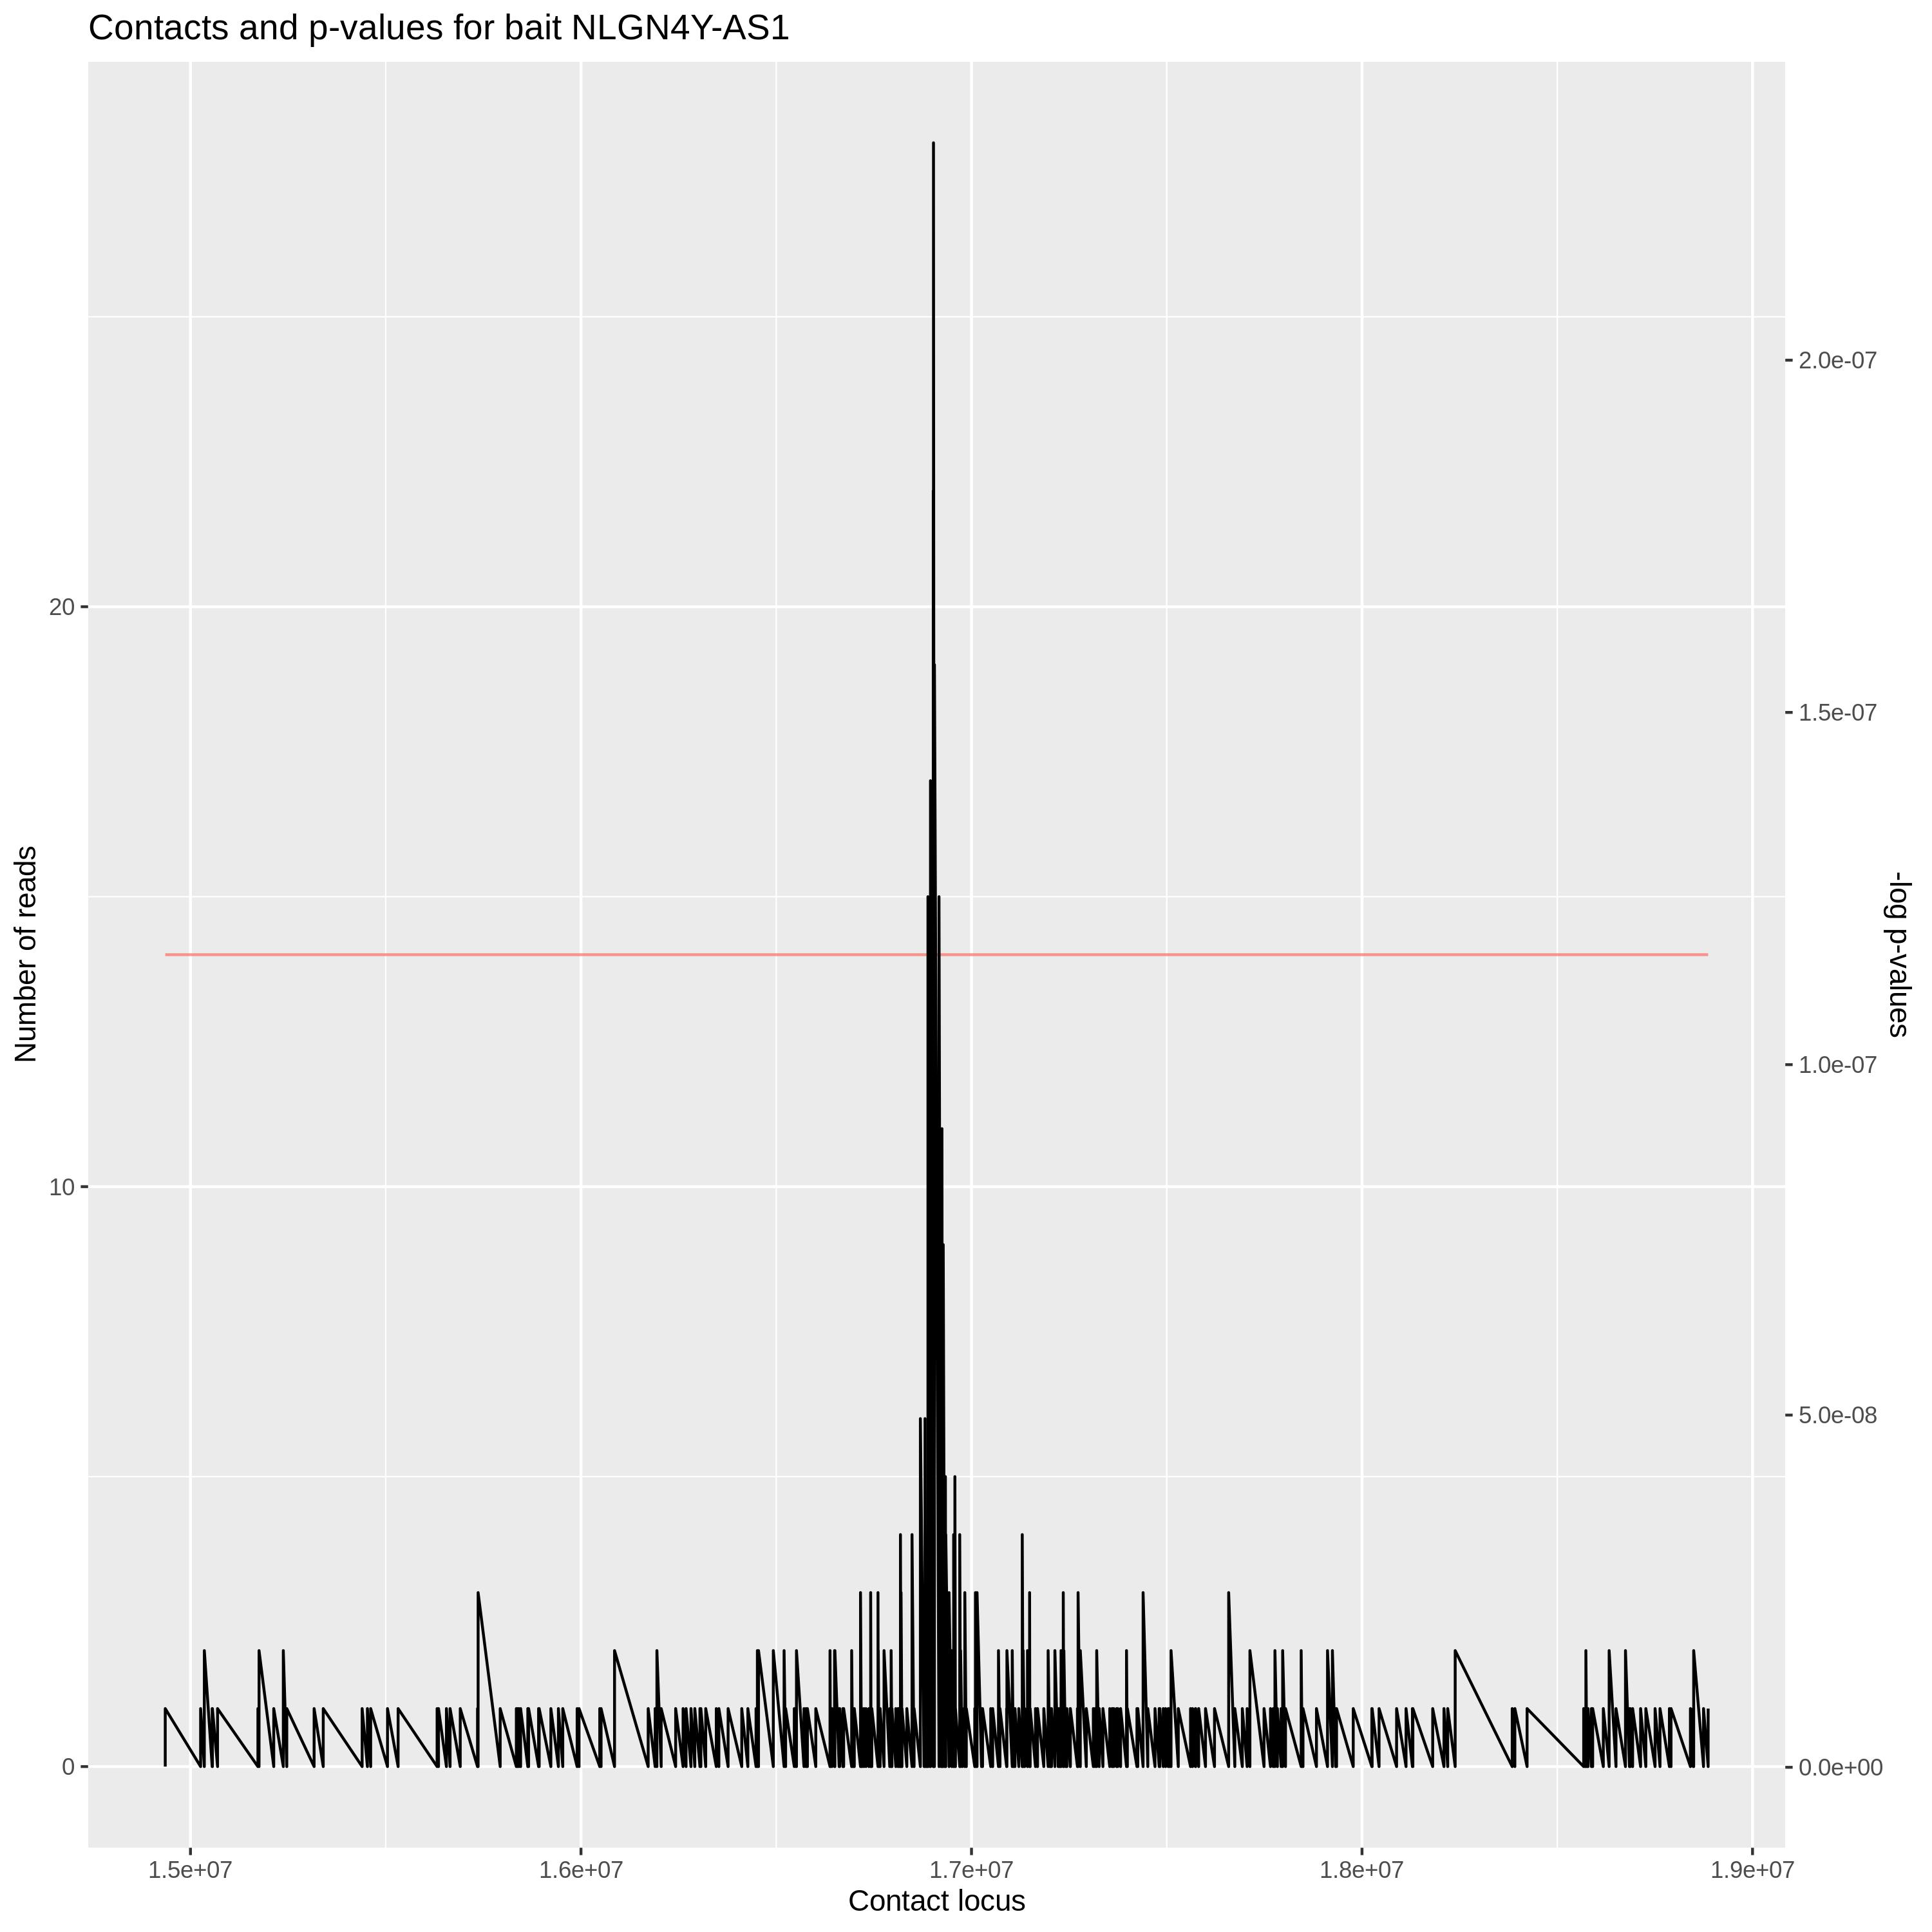 Contacts and p-values for bait NLGN4Y-AS1
Number of reads
20
10
0
2.0e-07
1.5e-07
1.0e-07
5.0e-08
0.0e+00
-log p-values
1.5e+07
1.6e+07
1.7e+07
1.8e+07
1.9e+07
Contact locus